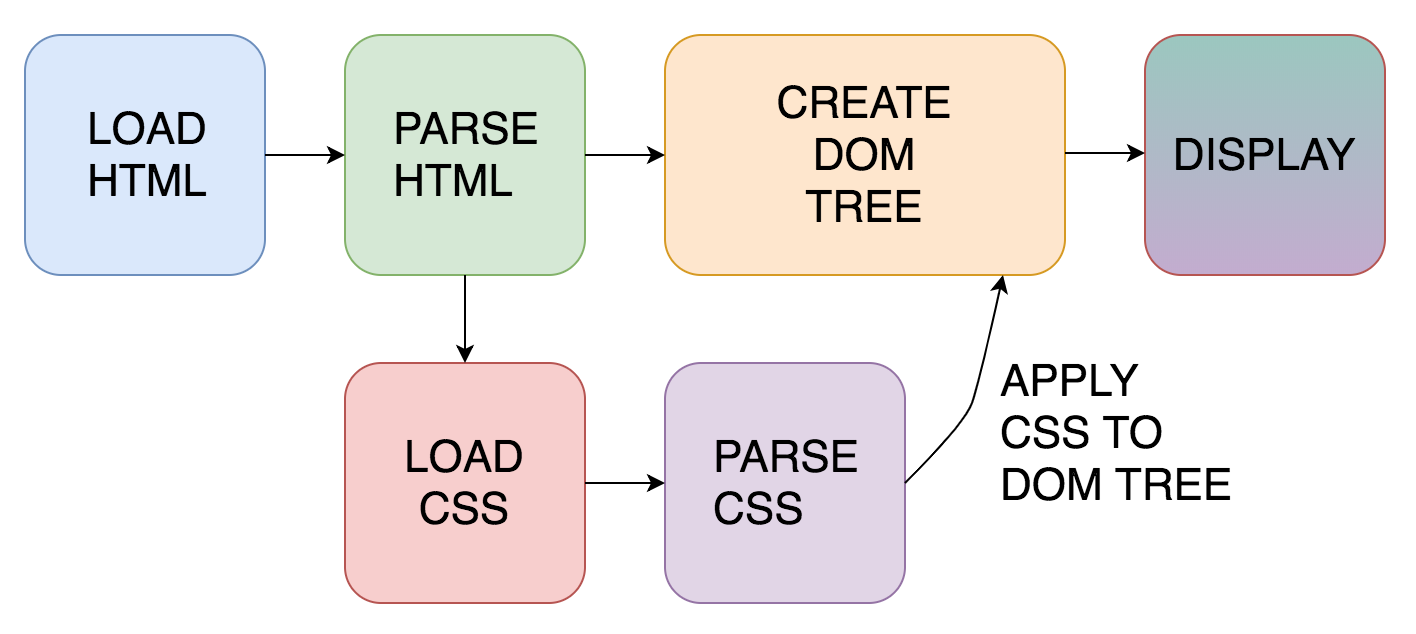 LOAD
HTML
PARSE
HTML
CREATE
DOM
TREE
DISPLAY
LOAD
CSS
PARSE
CSS
APPLY
CSS TO
DOM TREE